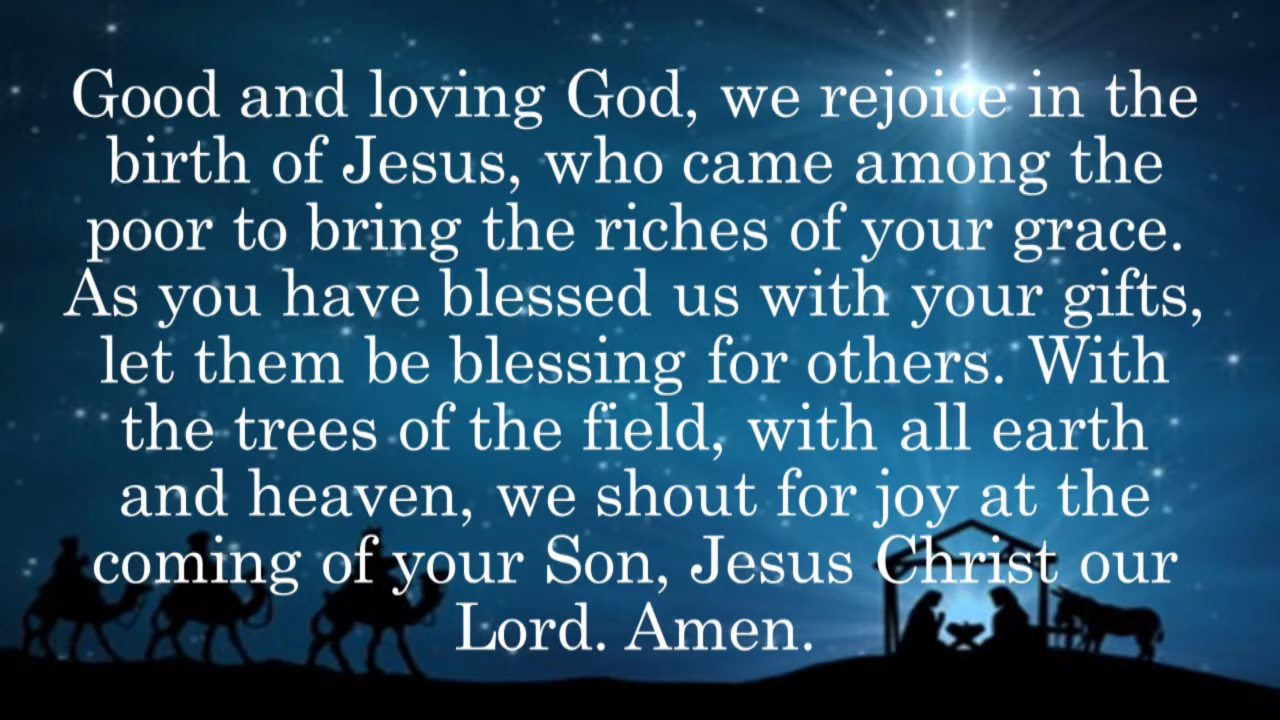 Good and loving God, we rejoice in the
birth of Jesus, who came among the
poor to bring the riches of your grace.
As you have blessed us with your gifts,
let them be blessing for others. With
the trees of the field, with all earth
and heaven, we shout for joy at the
coming of your Son, Jesus Christ our
Lord. Amen.